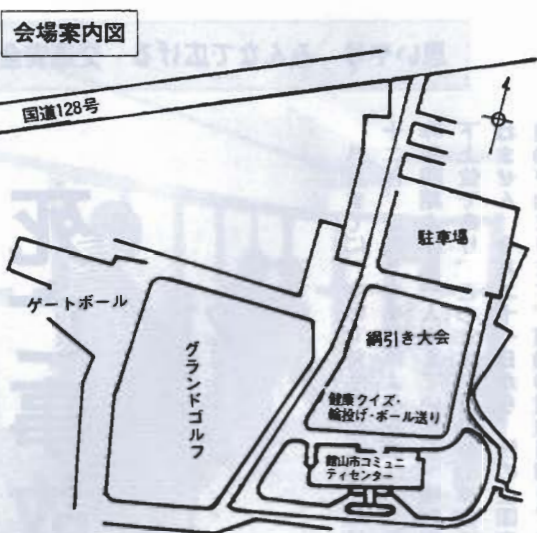 会場案内図
国道128号
駐車場
ゲートボール
グランドゴルフ
綱引き大会
健康クイズ・
輪投げ・ボール送り
館山市コミュニ
ティセンター